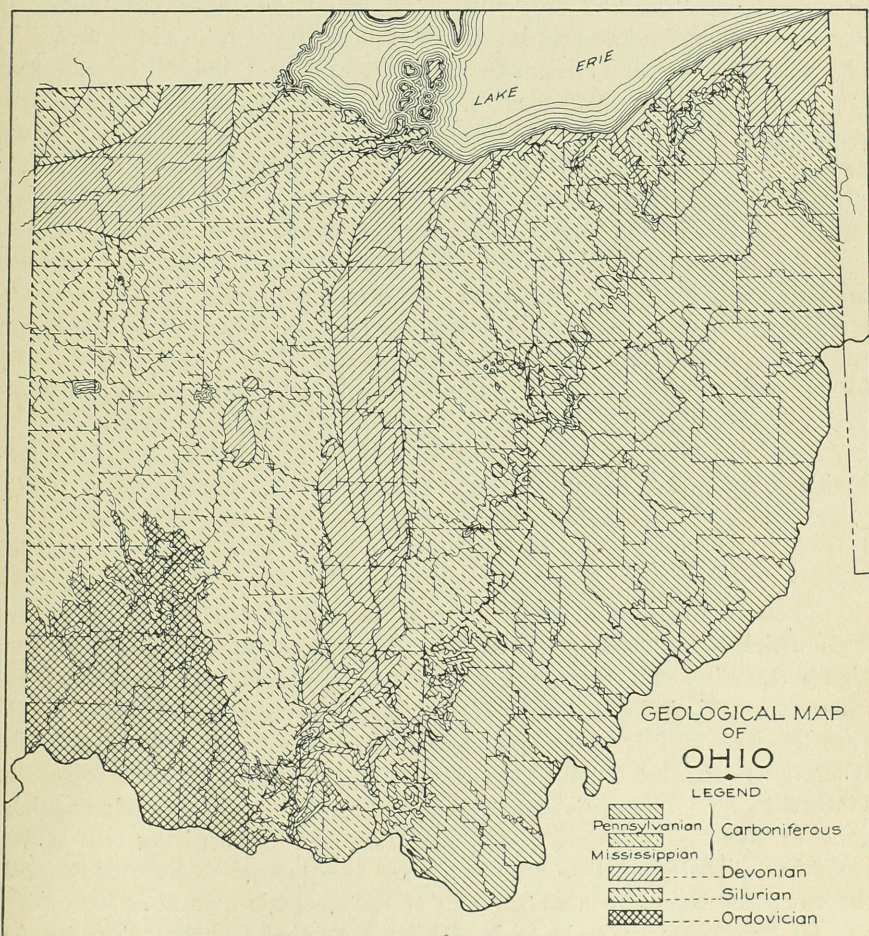 LAKE ERIE
GEOLOGICAL MAP
OF
OHIO
LEGEND
Pennsylvanian
Carboniferous
Mississippian
Devonian
Silurian
Ordovician